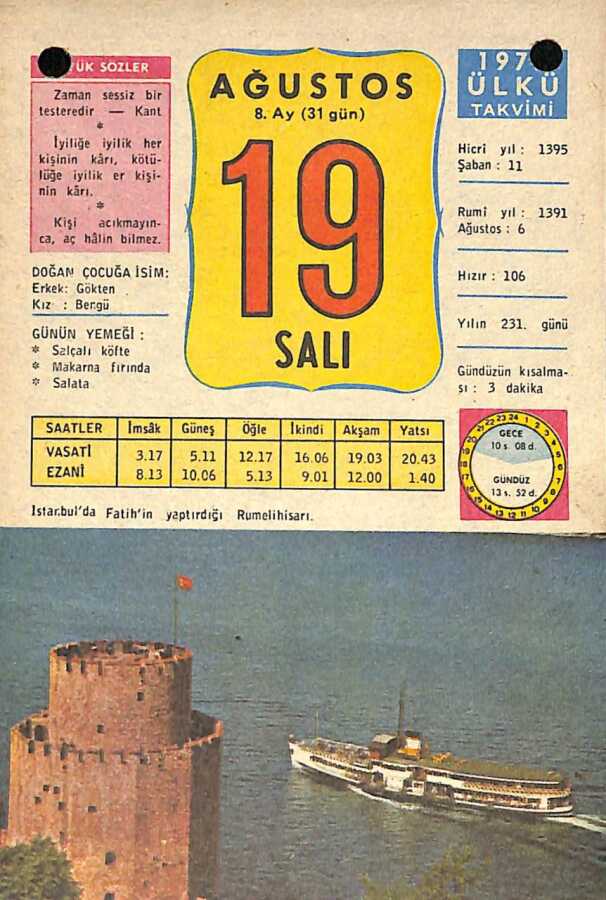 SÖZLER
Zaman sessiz bir
testeredir — Kant
*
İyiliğe iyilik her
kişinin kârı, kötü-
lüğe iyilik er kişi-
nin kârı.
*
Kişi acıkmayın-
ca, aç hâlin bilmez.
DOĞAN ÇOCUĞA İSİM:
Erkek: Gökten
Kız : Bengü
GÜNÜN YEMEĞİ :
* Salçalı köfte
* Makarna fırında
* Salata
AĞUSTOS
8. Ay (31 gün)
19
SALI
197
ÜLKÜ
TAKVİMİ
Hicrî yıl : 1395
Şaban : 11
Rumî yıl : 1391
Ağustos : 6
Hızır : 106
Yılın 231. günü
Gündüzün kısalma-
sı : 3 dakika
SAATLER İmsâk Güneş Öğle İkindi Akşam Yatsı
VASATİ 3.17 5.11 12.17 16.06 19.03 20.43
EZANİ 8.13 10.06 5.13 9.01 12.00 1.40
GECE
10 s. 08 d.
GÜNDÜZ
13 s. 52 d.
İstanbul'da Fatih'in yaptırdığı Rumelihisarı.